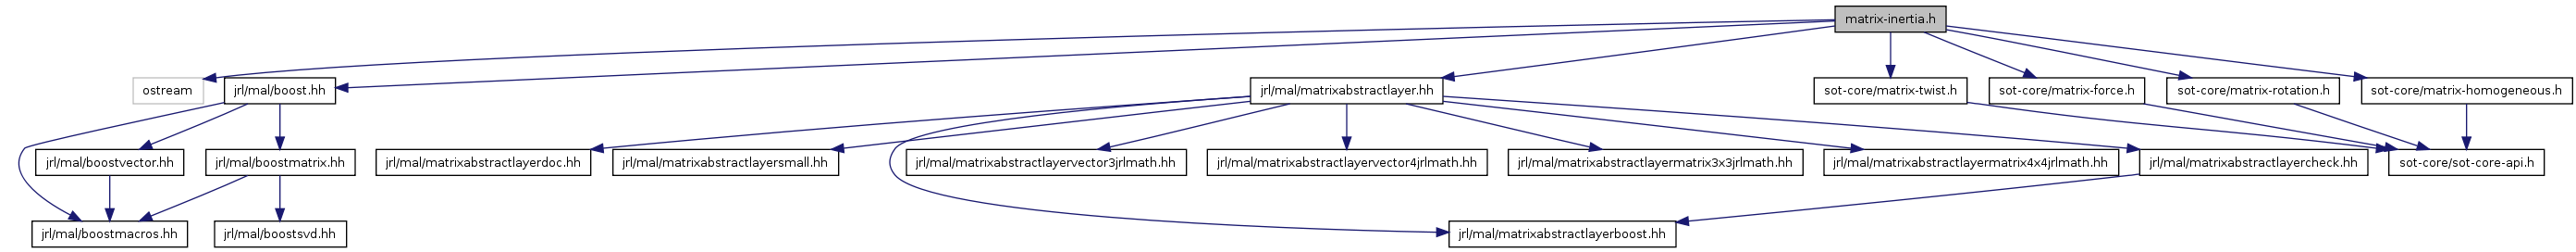 matrix-inertia.h
ostream
jrl/mal/boost.hh
jrl/mal/matrixabstractlayer.hh
sot-core/matrix-twist.h
sot-core/matrix-force.h
sot-core/matrix-rotation.h
sot-core/matrix-homogeneous.h
jrl/mal/boostvector.hh
jrl/mal/boostmatrix.hh
jrl/mal/matrixabstractlayerdoc.hh
jrl/mal/matrixabstractlayersmall.hh
jrl/mal/matrixabstractlayervector3jrlmath.hh
jrl/mal/matrixabstractlayervector4jrlmath.hh
jrl/mal/matrixabstractlayermatrix3x3jrlmath.hh
jrl/mal/matrixabstractlayermatrix4x4jrlmath.hh
jrl/mal/matrixabstractlayercheck.hh
sot-core/sot-core-api.h
jrl/mal/boostmacros.hh
jrl/mal/boostsvd.hh
jrl/mal/matrixabstractlayerboost.hh